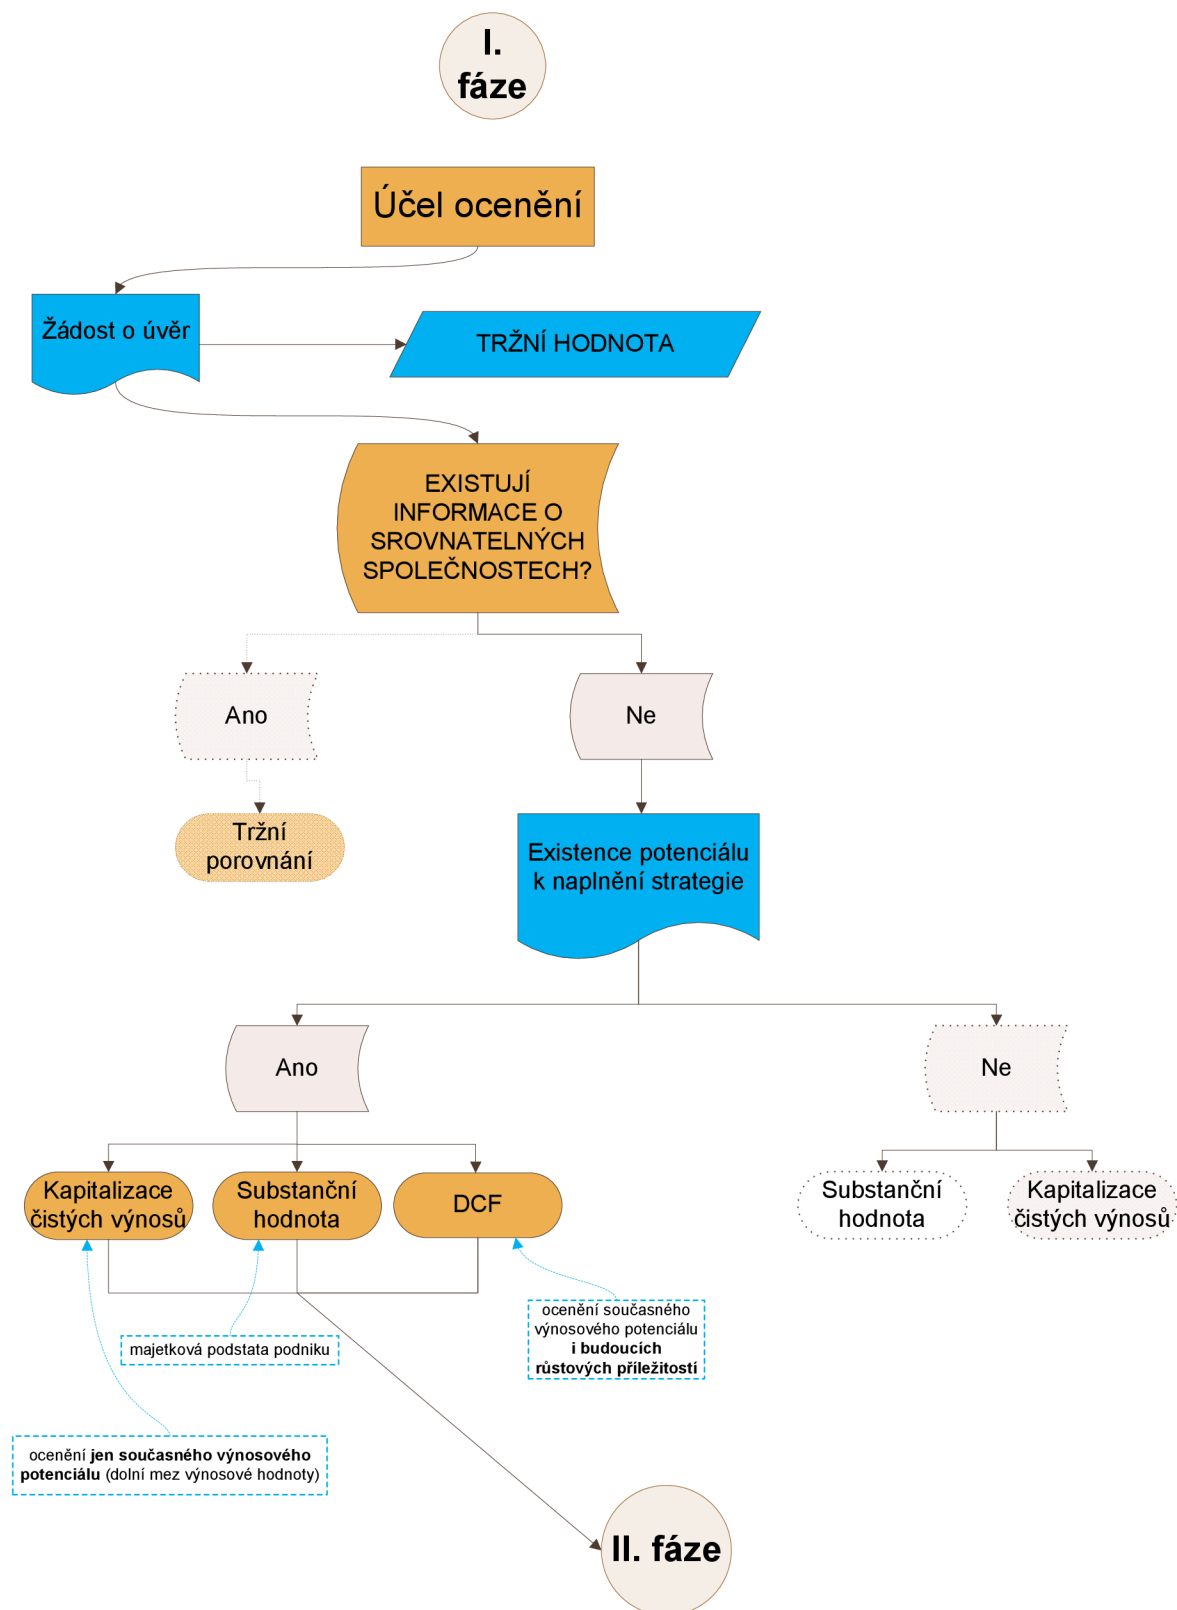 I.
fáze
Účel ocenění
Žádost o úvěr
TRŽNÍ HODNOTA
EXISTUJÍ
INFORMACE O
SROVNATELNÝCH
SPOLEČNOSTECH?
Ano
Ne
Tržní
porovnání
Existence potenciálu
k naplnění strategie
Ano
Ne
Kapitalizace
čistých výnosů
Substanční
hodnota
DCF
Substanční
hodnota
Kapitalizace
čistých výnosů
majetková podstata podniku
ocenění současného
výnosového potenciálu
i budoucích
růstových příležitostí
ocenění jen současného výnosového
potenciálu (dolní mez výnosové hodnoty)
II. fáze